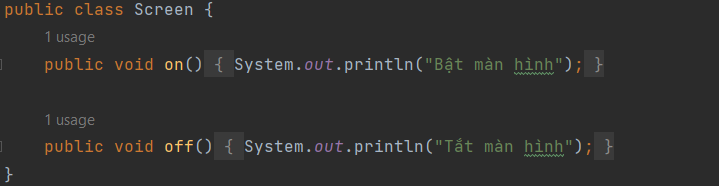 public class Screen {
1 usage
public void on() { System.out.println("Bật màn hình"); }
1 usage
public void off() { System.out.println("Tắt màn hình"); }
}